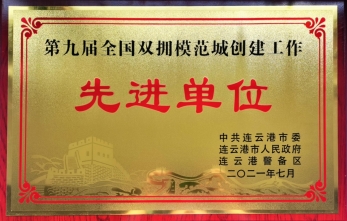 第九届全国双拥模范城创建工作
先进单位
中共连云港市委
连云港市人民政府
连云港警备区
二〇二一年七月